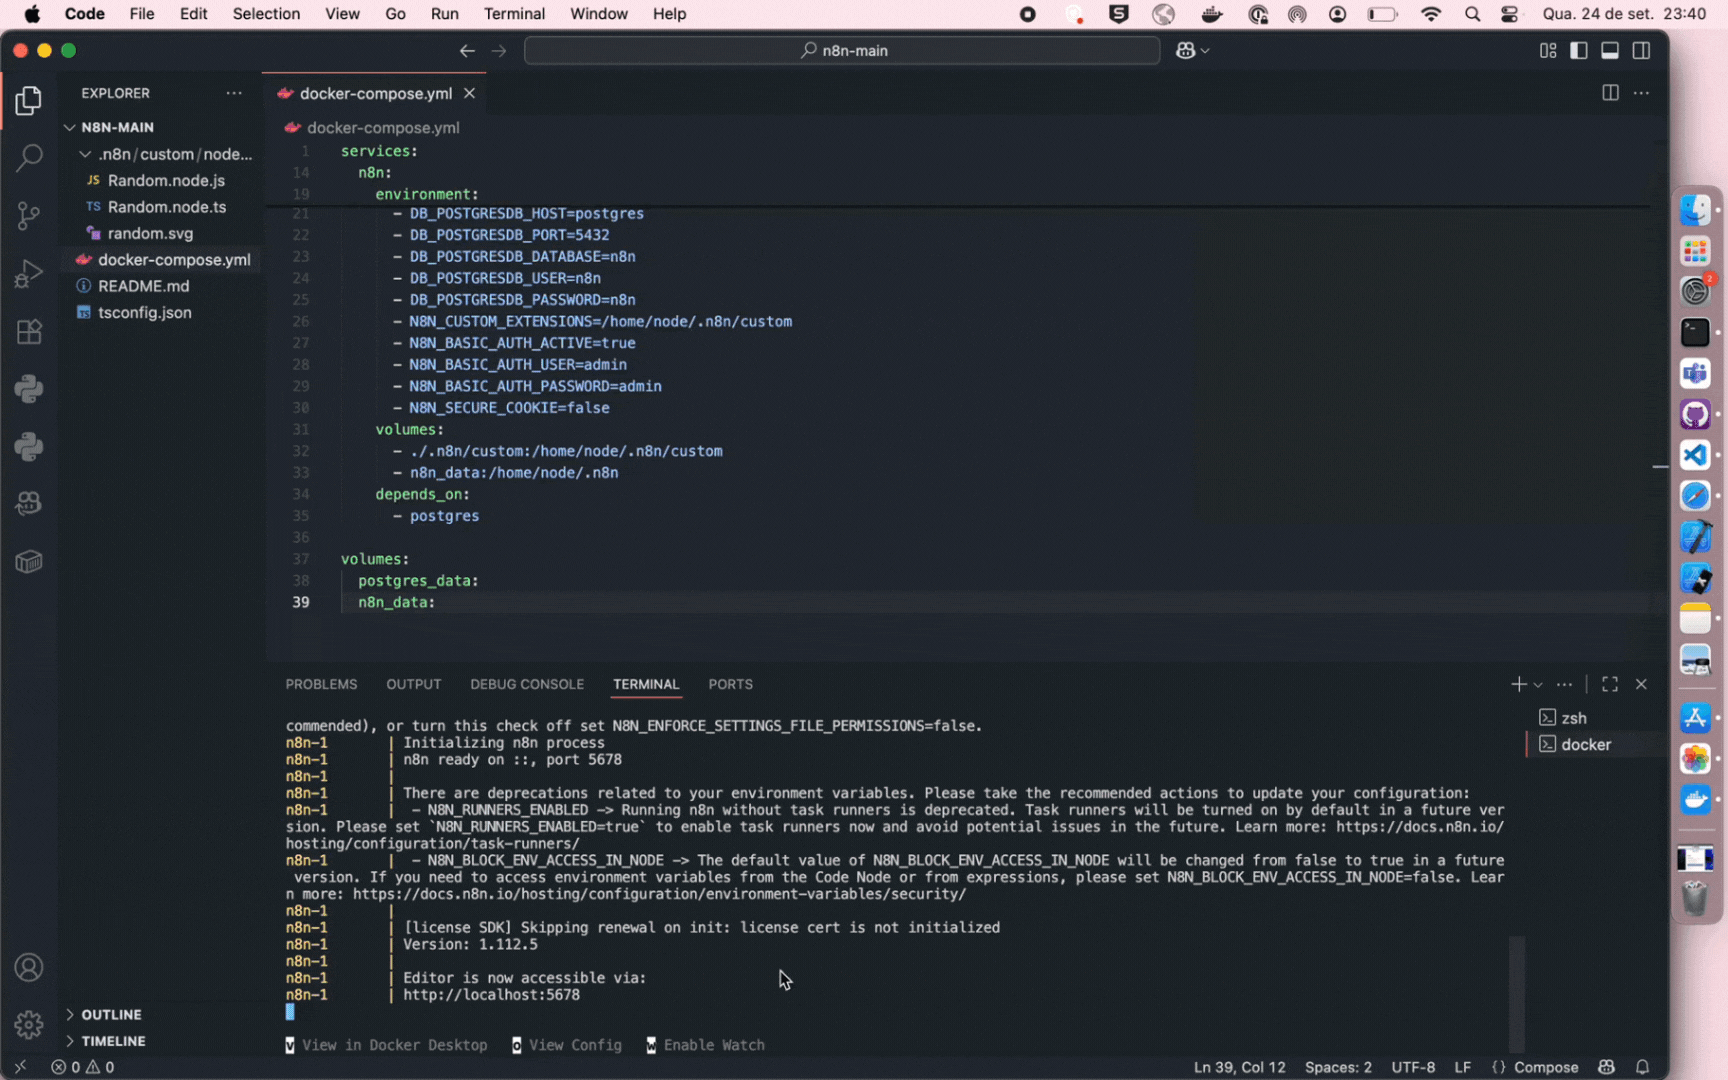 Code File Edit Selection View Go Run Terminal Window Help
Qua. 24 de set. 23:40
n8n-main
EXPLORER
N8N-MAIN
.n8n/custom/node...
JS Random.node.js
TS Random.node.ts
random.svg
docker-compose.yml
README.md
tsconfig.json
OUTLINE
TIMELINE
docker-compose.yml
docker-compose.yml
1 services:
14 n8n:
19 environment:
21 - DB_POSTGRESDB_HOST=postgres
22 - DB_POSTGRESDB_PORT=5432
23 - DB_POSTGRESDB_DATABASE=n8n
24 - DB_POSTGRESDB_USER=n8n
25 - DB_POSTGRESDB_PASSWORD=n8n
26 - N8N_CUSTOM_EXTENSIONS=/home/node/.n8n/custom
27 - N8N_BASIC_AUTH_ACTIVE=true
28 - N8N_BASIC_AUTH_USER=admin
29 - N8N_BASIC_AUTH_PASSWORD=admin
30 - N8N_SECURE_COOKIE=false
31 volumes:
32 - ./.n8n/custom:/home/node/.n8n/custom
33 - n8n_data:/home/node/.n8n
34 depends_on:
35 - postgres
36
37 volumes:
38 postgres_data:
39 n8n_data:
PROBLEMS OUTPUT DEBUG CONSOLE TERMINAL PORTS
zsh
docker
commended), or turn this check off set N8N_ENFORCE_SETTINGS_FILE_PERMISSIONS=false.
n8n-1 | Initializing n8n process
n8n-1 | n8n ready on ::, port 5678
n8n-1 |
n8n-1 | There are deprecations related to your environment variables. Please take the recommended actions to update your configuration:
n8n-1 | - N8N_RUNNERS_ENABLED -> Running n8n without task runners is deprecated. Task runners will be turned on by default in a future ver
sion. Please set `N8N_RUNNERS_ENABLED=true` to enable task runners now and avoid potential issues in the future. Learn more: https://docs.n8n.io/
hosting/configuration/task-runners/
n8n-1 | - N8N_BLOCK_ENV_ACCESS_IN_NODE -> The default value of N8N_BLOCK_ENV_ACCESS_IN_NODE will be changed from false to true in a future
version. If you need to access environment variables from the Code Node or from expressions, please set N8N_BLOCK_ENV_ACCESS_IN_NODE=false. Lear
n more: https://docs.n8n.io/hosting/configuration/environment-variables/security/
n8n-1 |
n8n-1 | [license SDK] Skipping renewal on init: license cert is not initialized
n8n-1 | Version: 1.112.5
n8n-1 |
n8n-1 | Editor is now accessible via:
n8n-1 | http://localhost:5678
v View in Docker Desktop o View Config w Enable Watch
0 0
Ln 39, Col 12 Spaces: 2 UTF-8 LF {} Compose
2